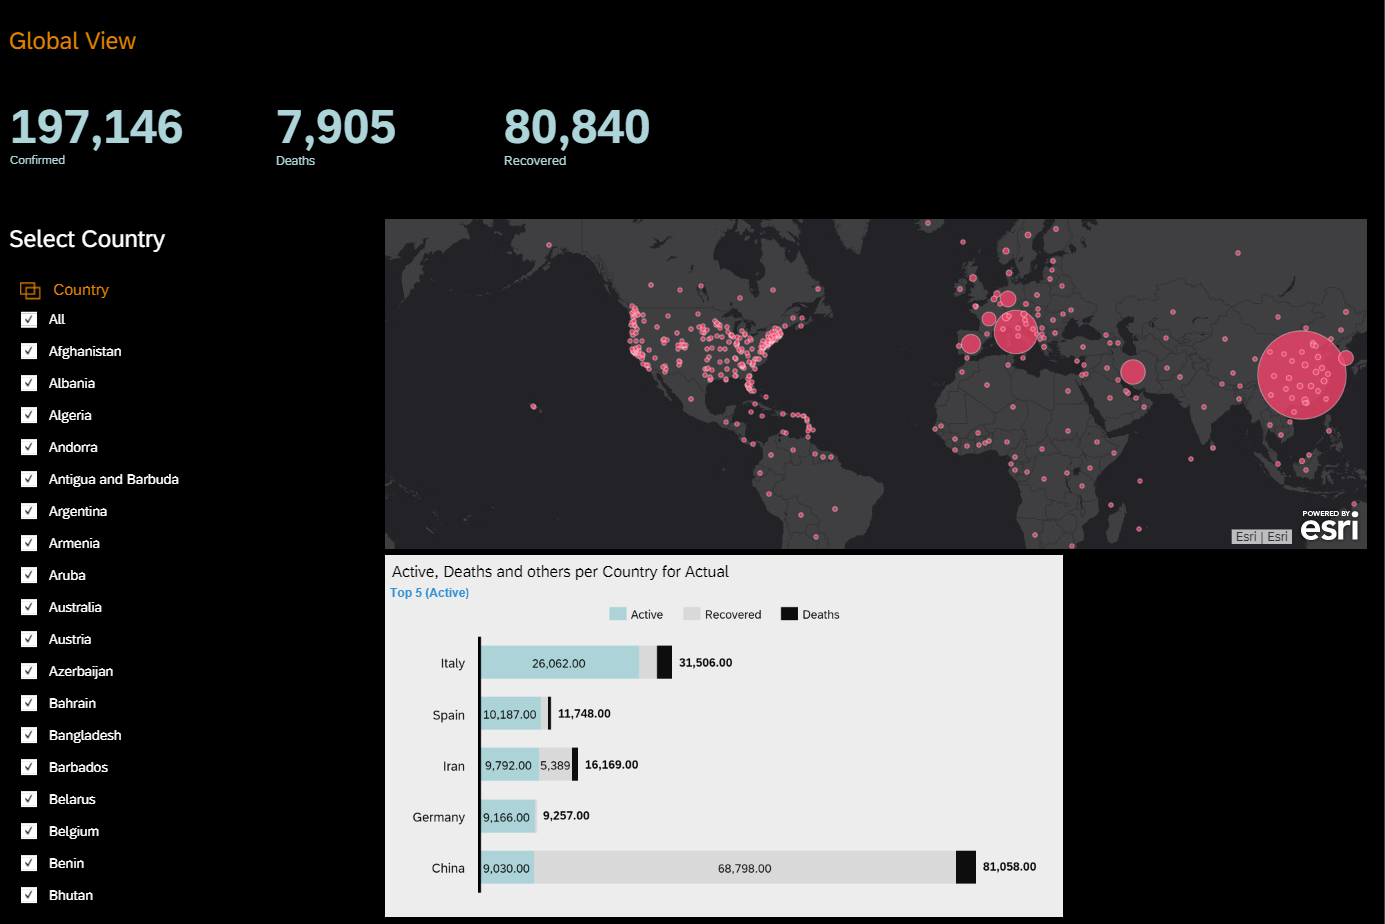 Global View
197,146 7,905 80,840
Confirmed Deaths Recovered
Select Country
Country
All
Afghanistan
Albania
Algeria
Andorra
Antigua and Barbuda
Argentina
Armenia
Aruba
Australia
Austria
Azerbaijan
Bahrain
Bangladesh
Barbados
Belarus
Belgium
Benin
Bhutan
POWERED BY
esri
Esri | Esri
Active, Deaths and others per Country for Actual
Top 5 (Active)
Active Recovered Deaths
Italy 26,062.00 31,506.00
Spain 10,187.00 11,748.00
Iran 9,792.00 5,389 16,169.00
Germany 9,166.00 9,257.00
China 9,030.00 68,798.00 81,058.00